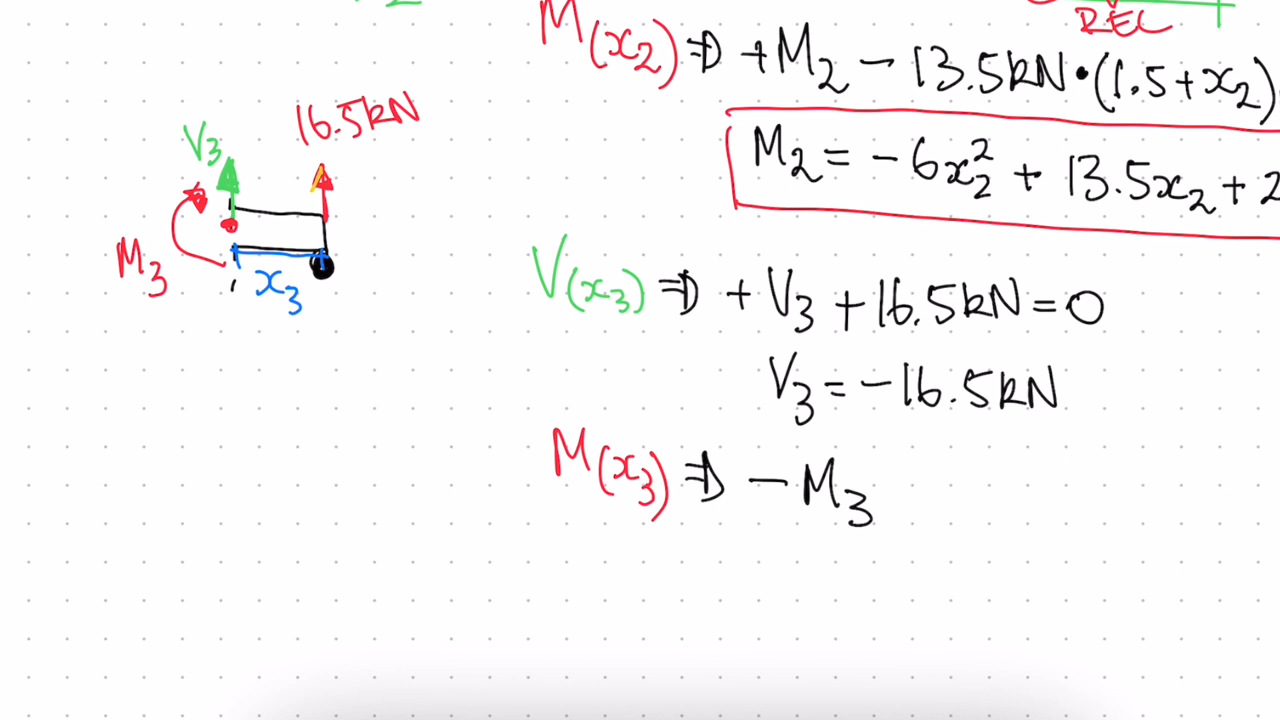 REC
M(x₂) ⇒ +M₂ − 13.5kN•(1.5+x₂)
M₂ = −6x₂² + 13.5x₂ + 2
16.5kN
V₃
M₃
x₃
V(x₃) ⇒ + V₃ + 16.5kN = 0
V₃ = −16.5kN
M(x₃) ⇒ − M₃